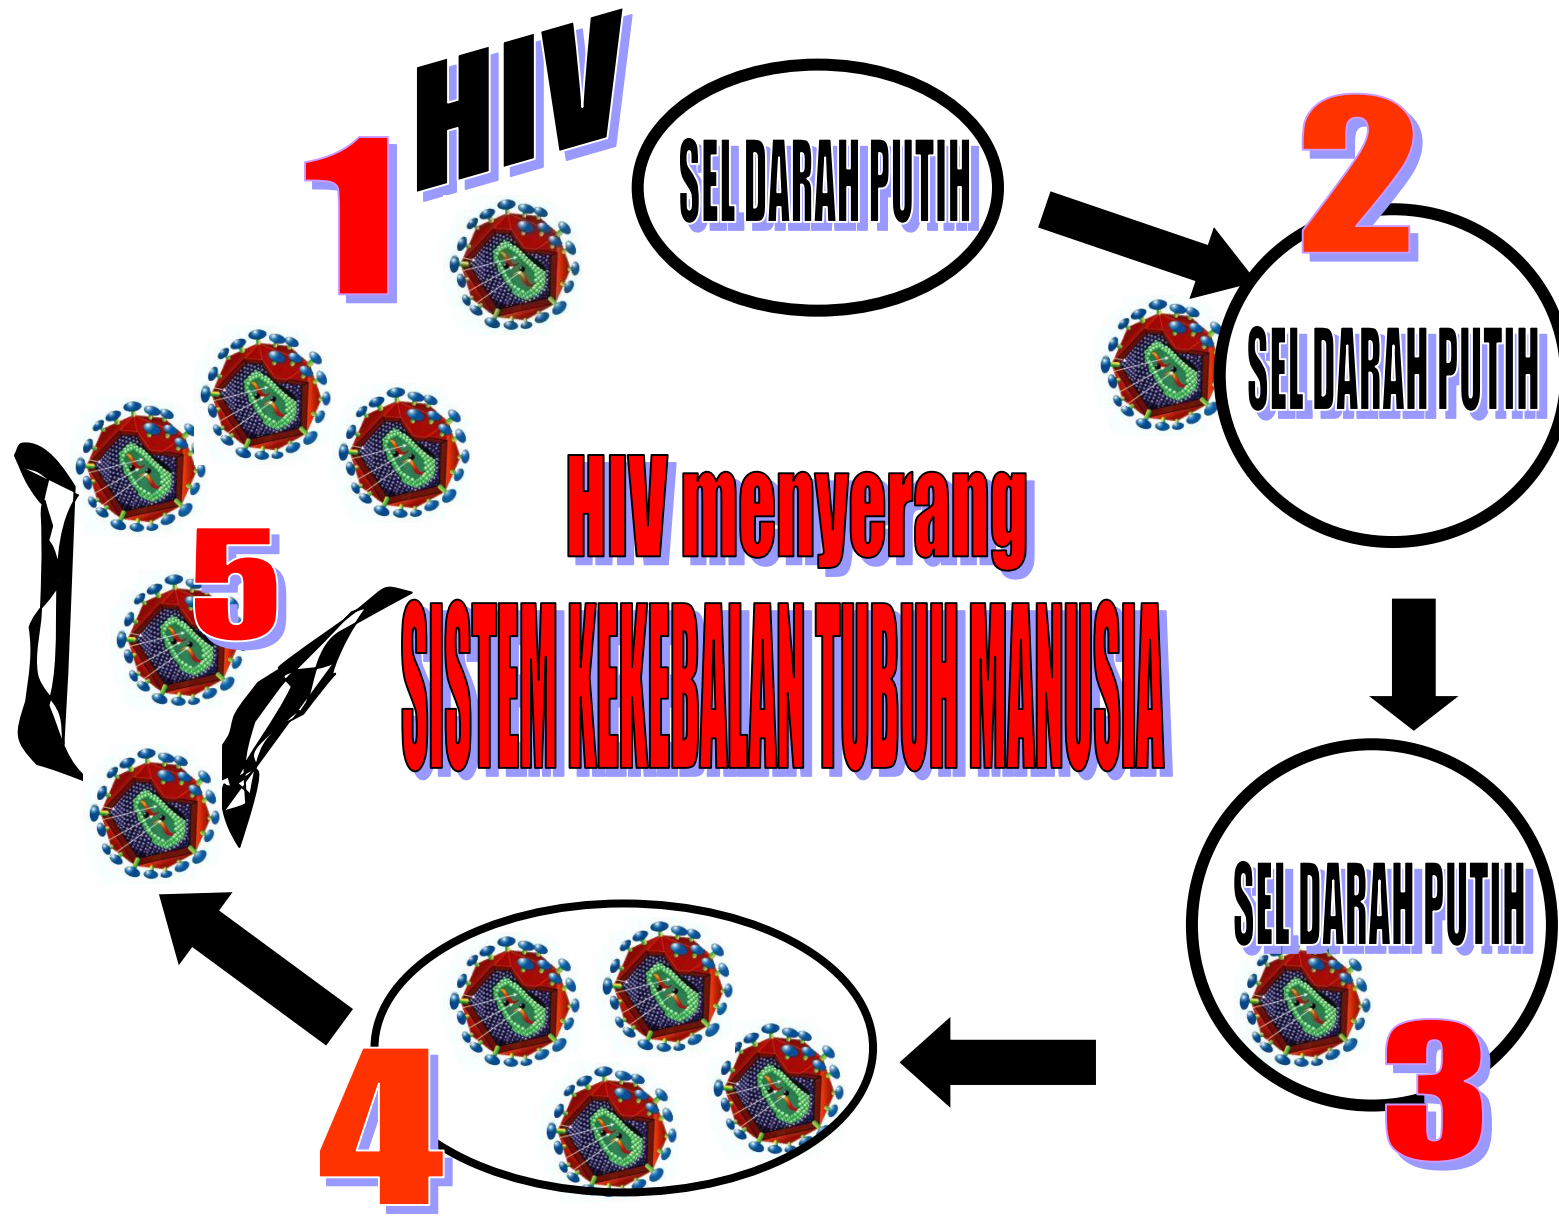 HIV
1
SEL DARAH PUTIH
2
SEL DARAH PUTIH
HIV menyerang
SISTEM KEKEBALAN TUBUH MANUSIA
5
SEL DARAH PUTIH
3
4